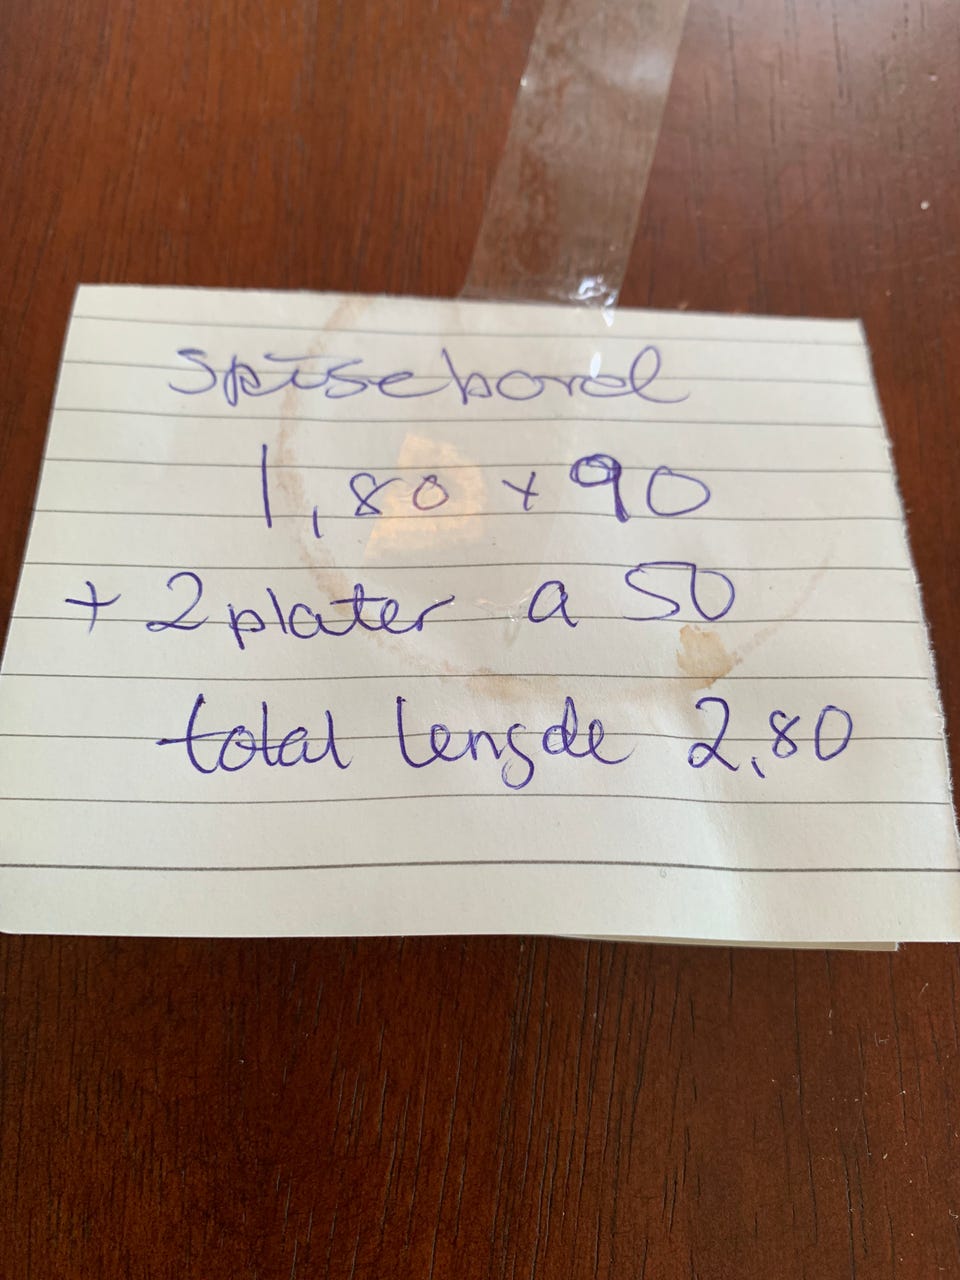 spisebord
1,80 x 90
+ 2 plater a 50
total lengde 2,80